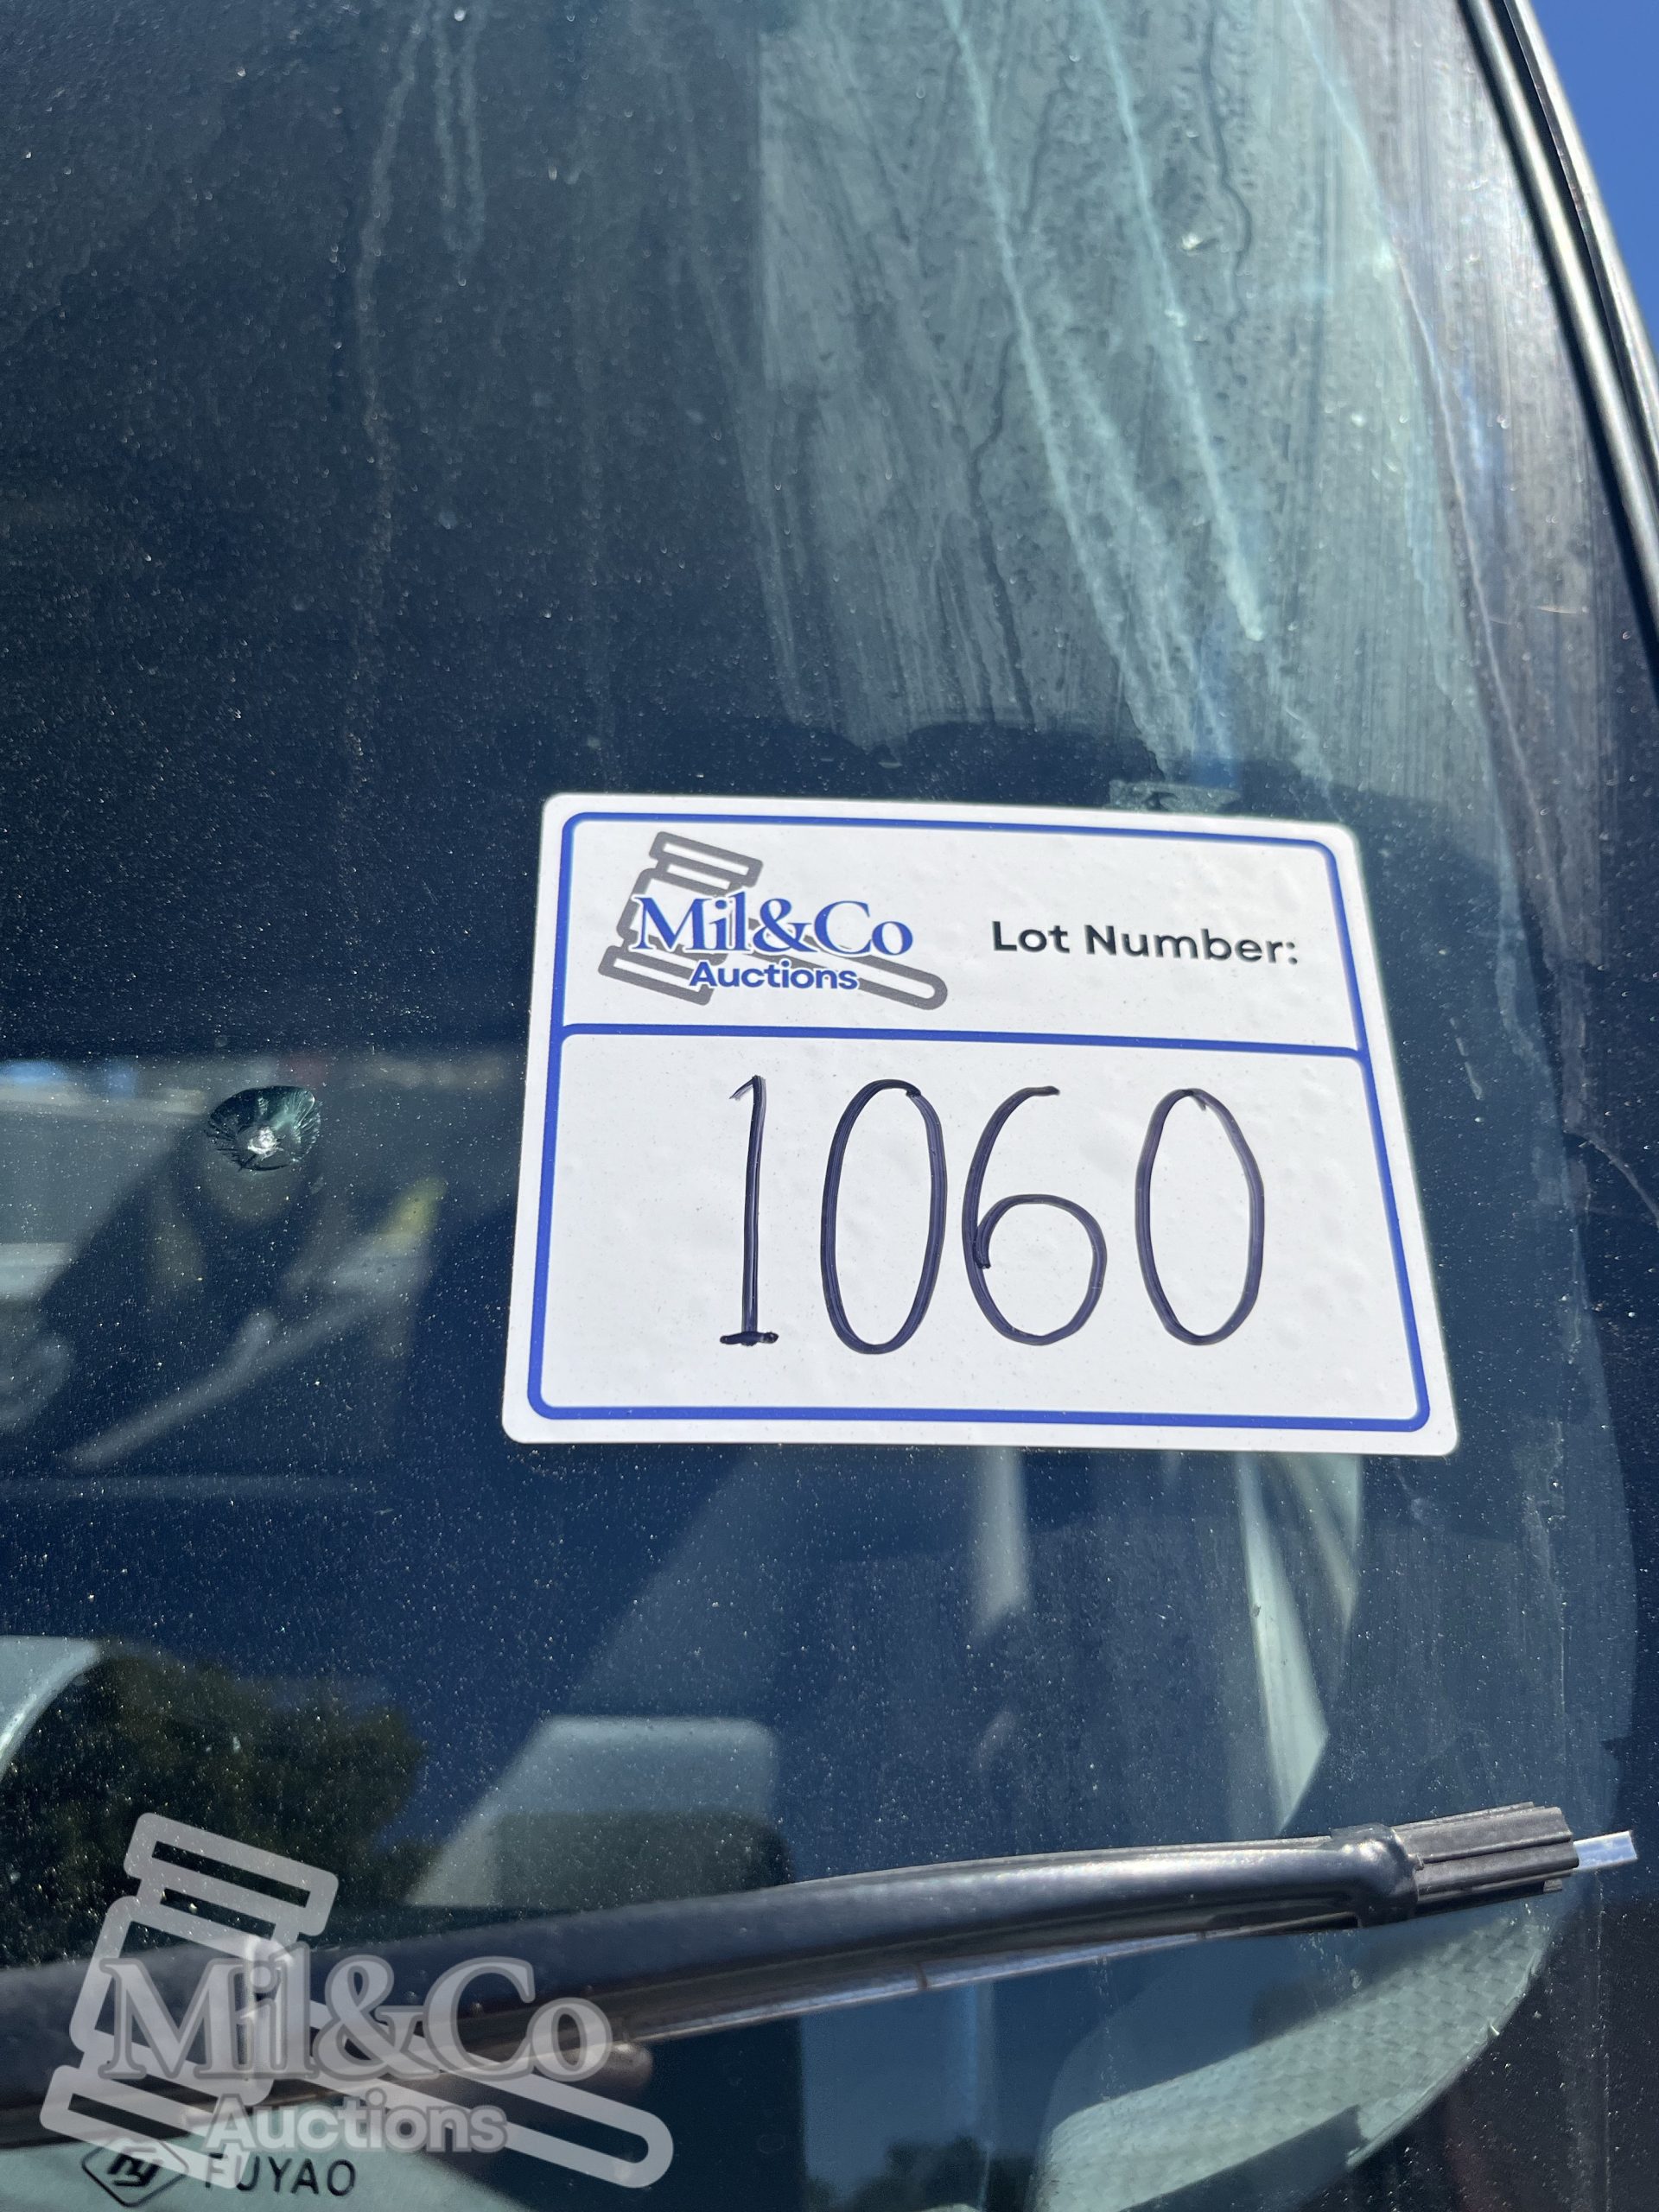 Mil&Co
Auctions
Lot Number:
1060
Mil&Co
Auctions
FUYAO